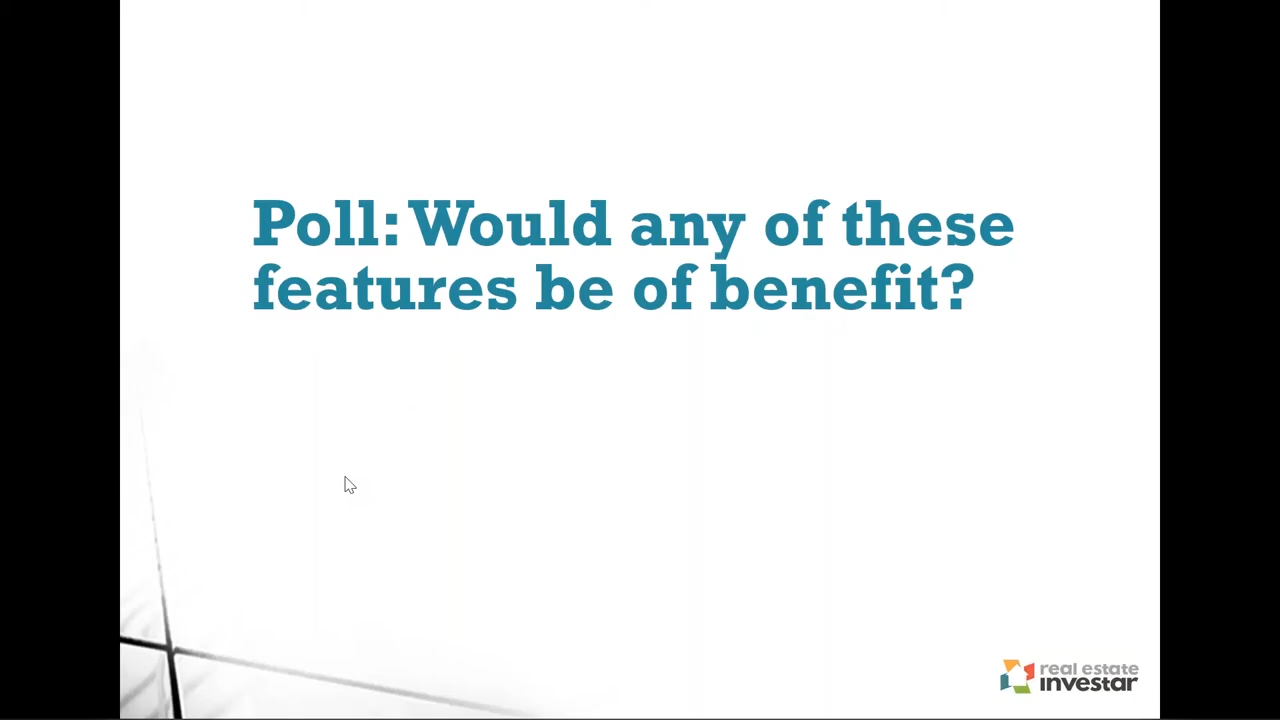 Poll: Would any of these
features be of benefit?
real estate
investar